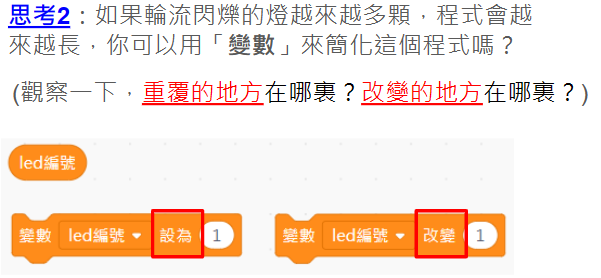 思考2：如果輪流閃爍的燈越來越多顆，程式會越
來越長，你可以用「變數」來簡化這個程式嗎？
(觀察一下，重覆的地方在哪裏？改變的地方在哪裏？)
led編號
變數 led編號 設為 1
變數 led編號 改變 1